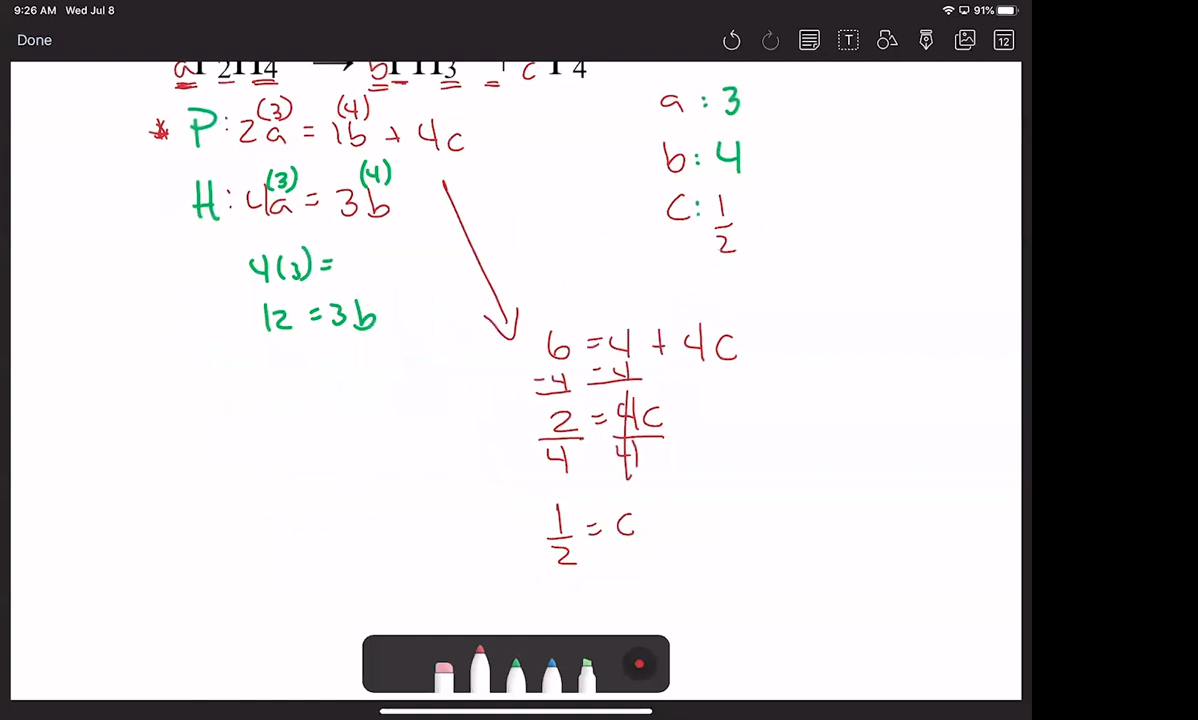 9:26 AM Wed Jul 8
91%
Done
12
a : 3
(3) (4)
* P: 2a = 1b + 4c
b: 4
(3) (4)
H: 4a = 3b
C: 1/2
4(3) =
12 = 3b
6 = 4 + 4c
-4 -4
2 = 4c
4 4
1/2 = c